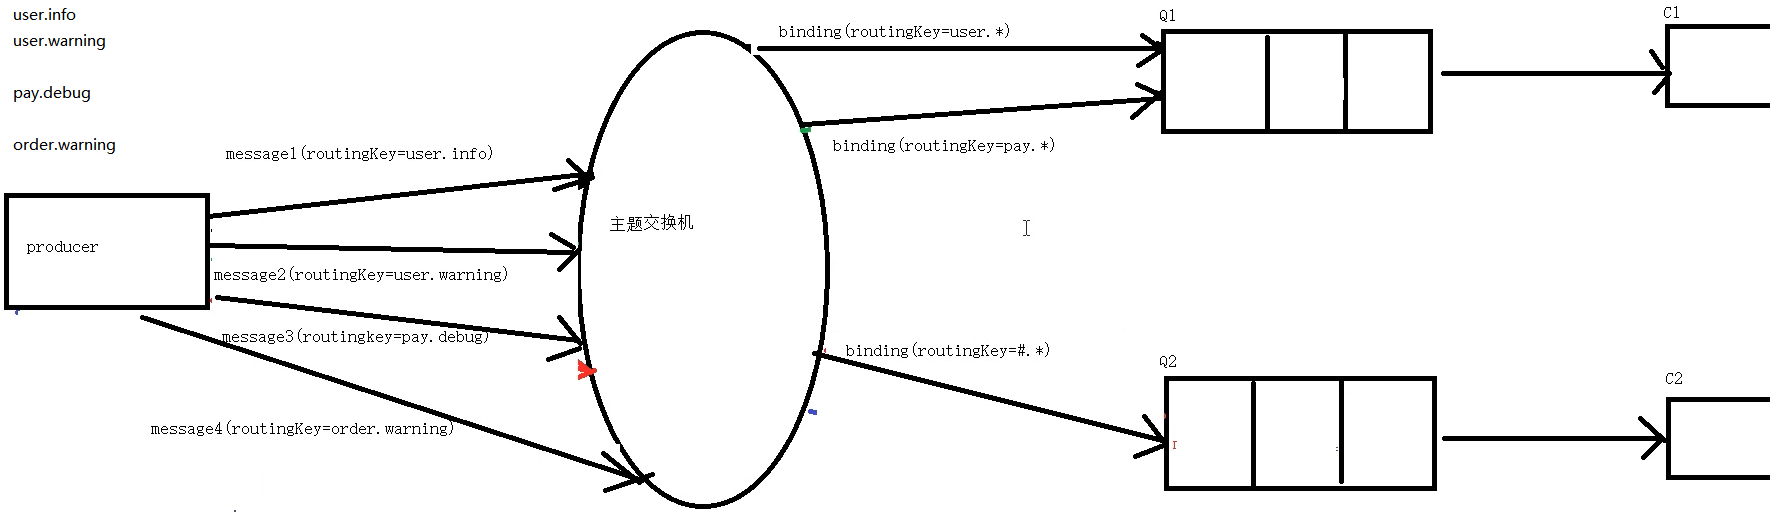 user.info
user.warning
pay.debug
order.warning
producer
message1(routingKey=user.info)
message2(routingKey=user.warning)
message3(routingkey=pay.debug)
message4(routingKey=order.warning)
主题交换机
binding(routingKey=user.*)
binding(routingKey=pay.*)
binding(routingKey=#.*)
Q1
C1
Q2
C2